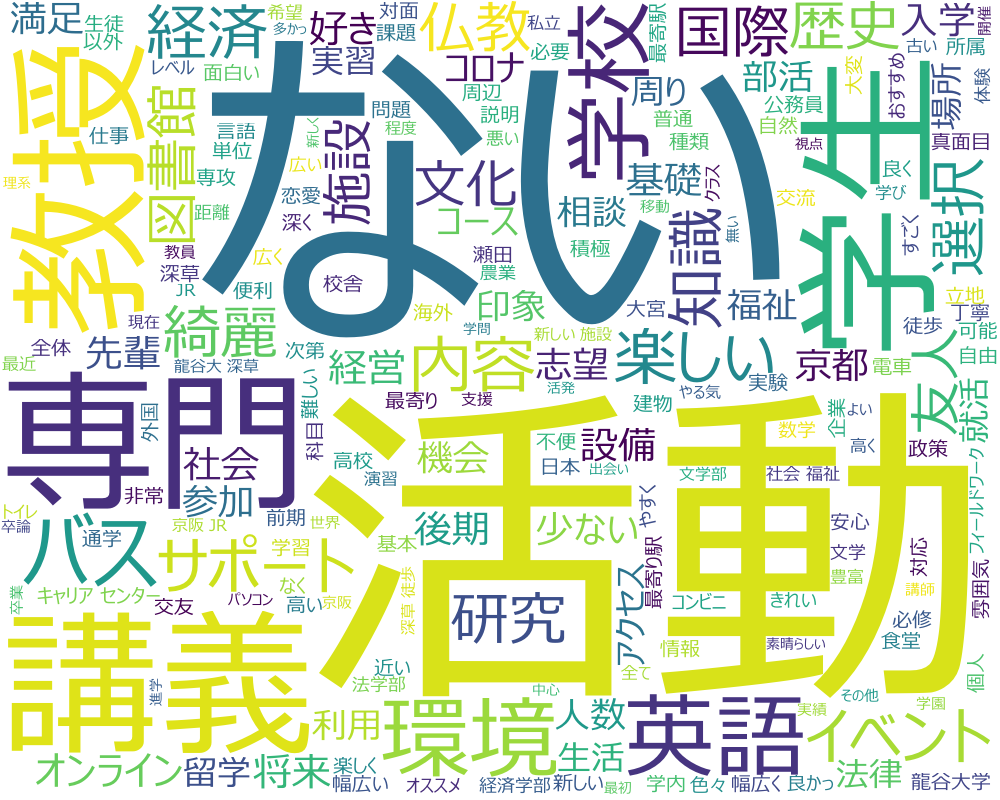 満足
生徒
以外
経済
希望
多かっ
対面
課題
好き
実習
仏教
私立
必要
最寄駅
学校
国際
歴史
入学
開催
古い
所属
レベル
面白い
コロナ
周辺
説明
悪い
問題
程度
新しく
周り
普通
種類
部活
公務員
自然
大変
おすすめ
場所
体験
真面目
視点
教授
仕事
図書館
言語
単位
専攻
広い
恋愛
深く
距離
施設
ない
文化
コース
相談
積極
基礎
移動
クラス
知識
無い
交流
学生
良く
学び
すごく
選択
理系
教員
深草
JR
広く
便利
校舎
瀬田
農業
海外
印象
大宮
福祉
立地
丁寧
徒歩
可能
自由
現在
全体
最近
先輩
綺麗
龍谷大 深草
次第
経営
学問
新しい 施設
内容
志望
活発
楽しい
京都
電車
友人
就活
専門
外国
難しい
科目
最寄り
支援
建物
やる気
実験
数学
企業
よい
高く
政策
社会
非常
参加
高校
演習
機会
不便
日本
出会い
設備
文学部
社会 福祉
フィールドワーク
トイレ
卒論
バス
通学
京阪 JR
前期
世界
活動
後期
少ない
やすく
最寄り駅
安心
文学
豊富
対応
講師
雰囲気
サポート
学習
なく
基本
卒業
キャリア センター
交友
パソコン
高い
京阪
深草 徒歩
研究
アクセス
コンビニ
きれい
必修
食堂
素晴らしい
情報
全て
講義
進学
近い
法学部
利用
環境
中心
人数
生活
英語
その他
実績
イベント
学園
個人
オンライン
留学
将来
楽しく
幅広い
オススメ
経済学部
新しい
最初
学内
色々
幅広く
良かっ
法律
龍谷大学